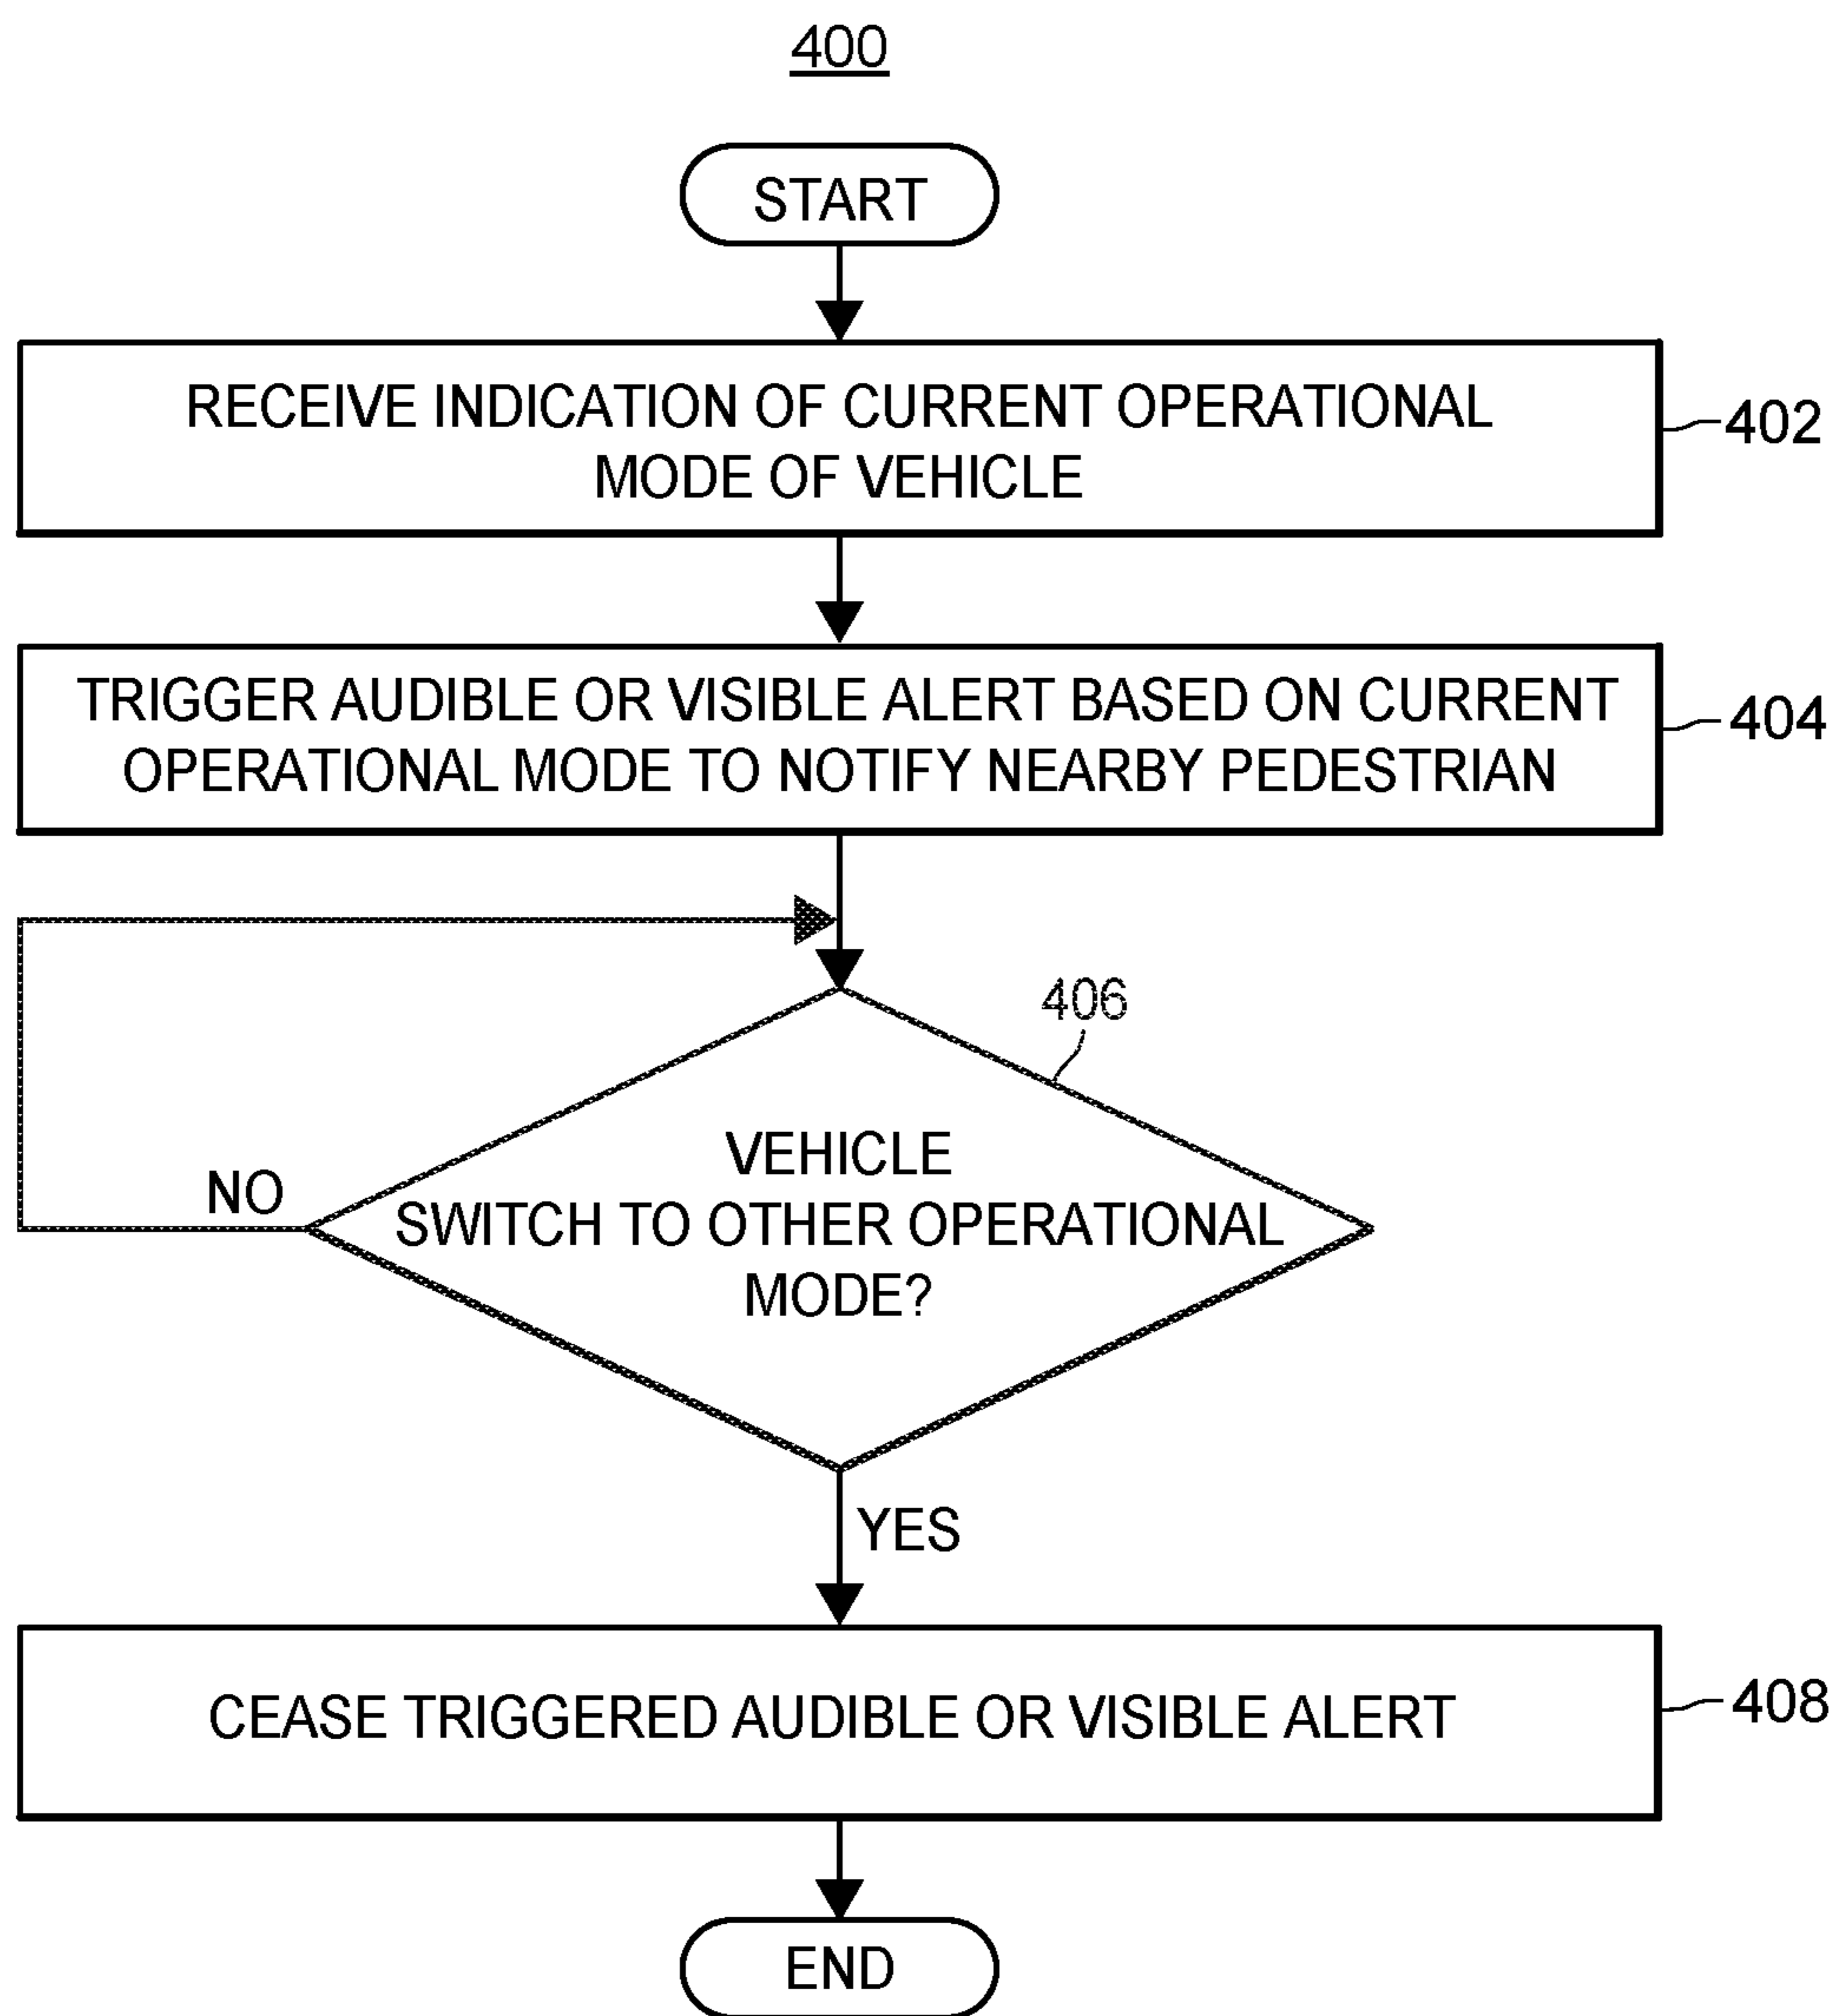 400
START
RECEIVE INDICATION OF CURRENT OPERATIONAL
MODE OF VEHICLE
402
TRIGGER AUDIBLE OR VISIBLE ALERT BASED ON CURRENT
OPERATIONAL MODE TO NOTIFY NEARBY PEDESTRIAN
404
406
VEHICLE
SWITCH TO OTHER OPERATIONAL
MODE?
NO
YES
CEASE TRIGGERED AUDIBLE OR VISIBLE ALERT
408
END